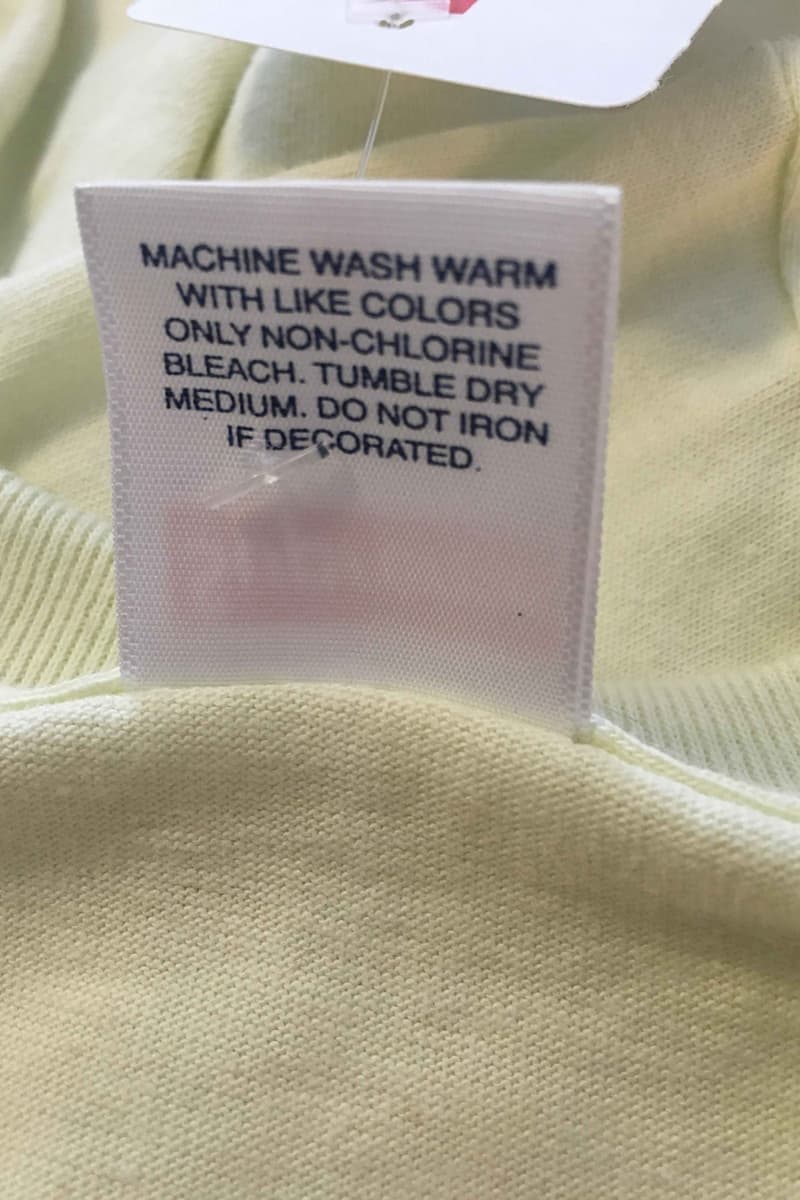 MACHINE WASH WARM
WITH LIKE COLORS
ONLY NON-CHLORINE
BLEACH. TUMBLE DRY
MEDIUM. DO NOT IRON
IF DECORATED.